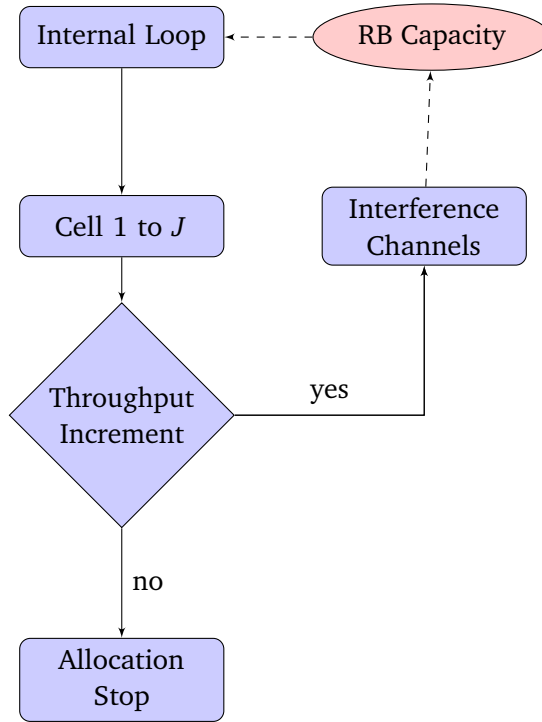 Internal Loop
RB Capacity
Cell 1 to J
Interference
Channels
Throughput
Increment
yes
no
Allocation
Stop